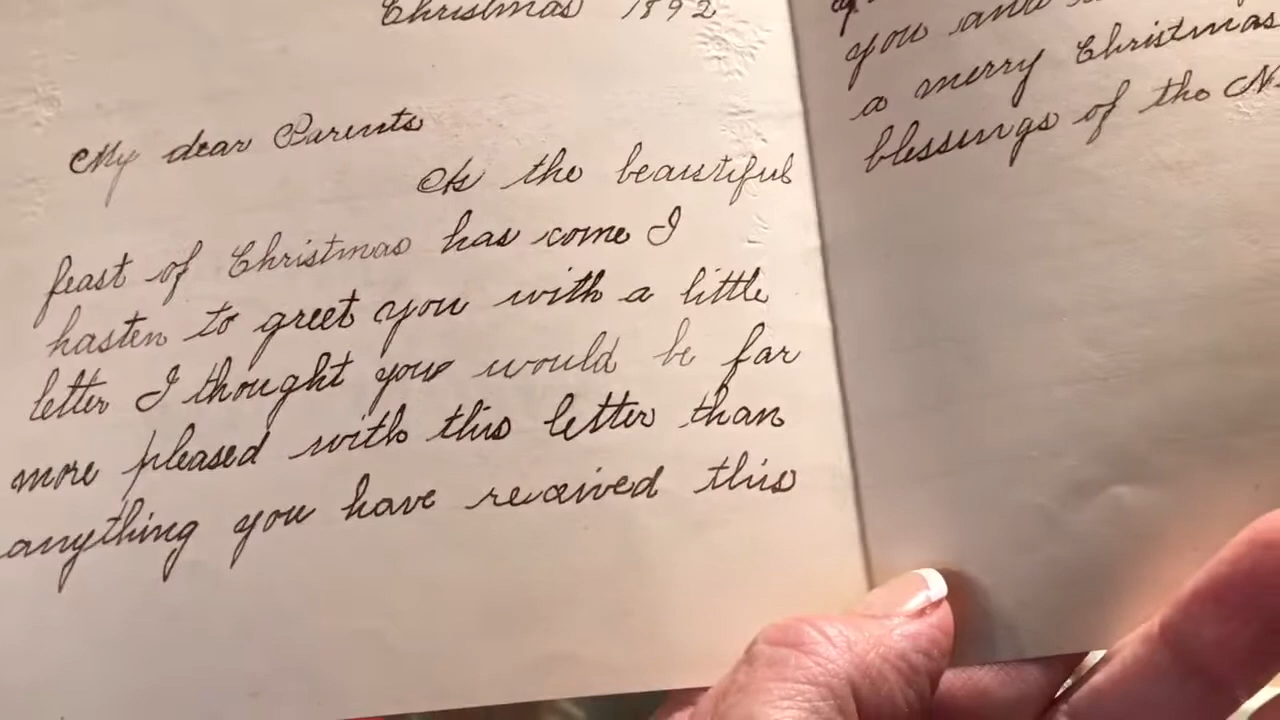 Christmas 1892
My dear Parents
As the beautiful
feast of Christmas has come I
hasten to greet you with a little
letter I thought you would be far
more pleased with this letter than
anything you have received this
you and
a merry Christmas
blessings of the